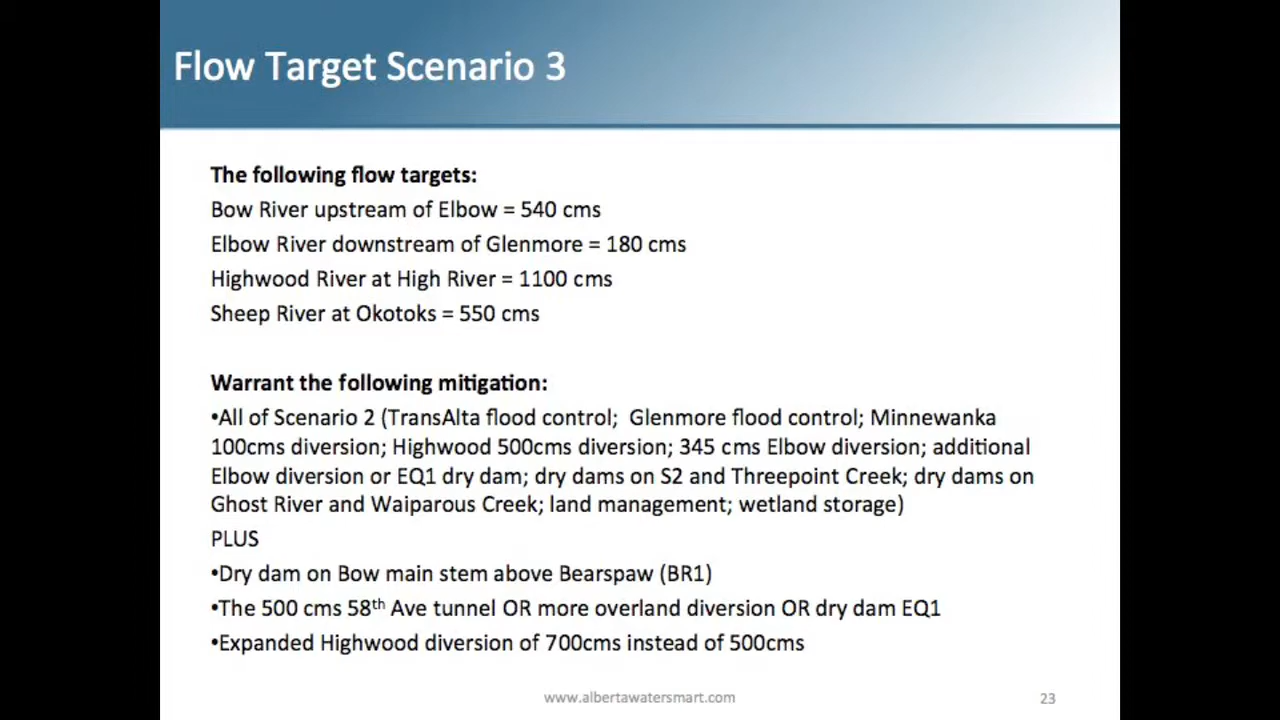 Flow Target Scenario 3
The following flow targets:
Bow River upstream of Elbow = 540 cms
Elbow River downstream of Glenmore = 180 cms
Highwood River at High River = 1100 cms
Sheep River at Okotoks = 550 cms
Warrant the following mitigation:
•All of Scenario 2 (TransAlta flood control;  Glenmore flood control; Minnewanka
100cms diversion; Highwood 500cms diversion; 345 cms Elbow diversion; additional
Elbow diversion or EQ1 dry dam; dry dams on S2 and Threepoint Creek; dry dams on
Ghost River and Waiparous Creek; land management; wetland storage)
PLUS
•Dry dam on Bow main stem above Bearspaw (BR1)
•The 500 cms 58th Ave tunnel OR more overland diversion OR dry dam EQ1
•Expanded Highwood diversion of 700cms instead of 500cms
www.albertawatersmart.com
23